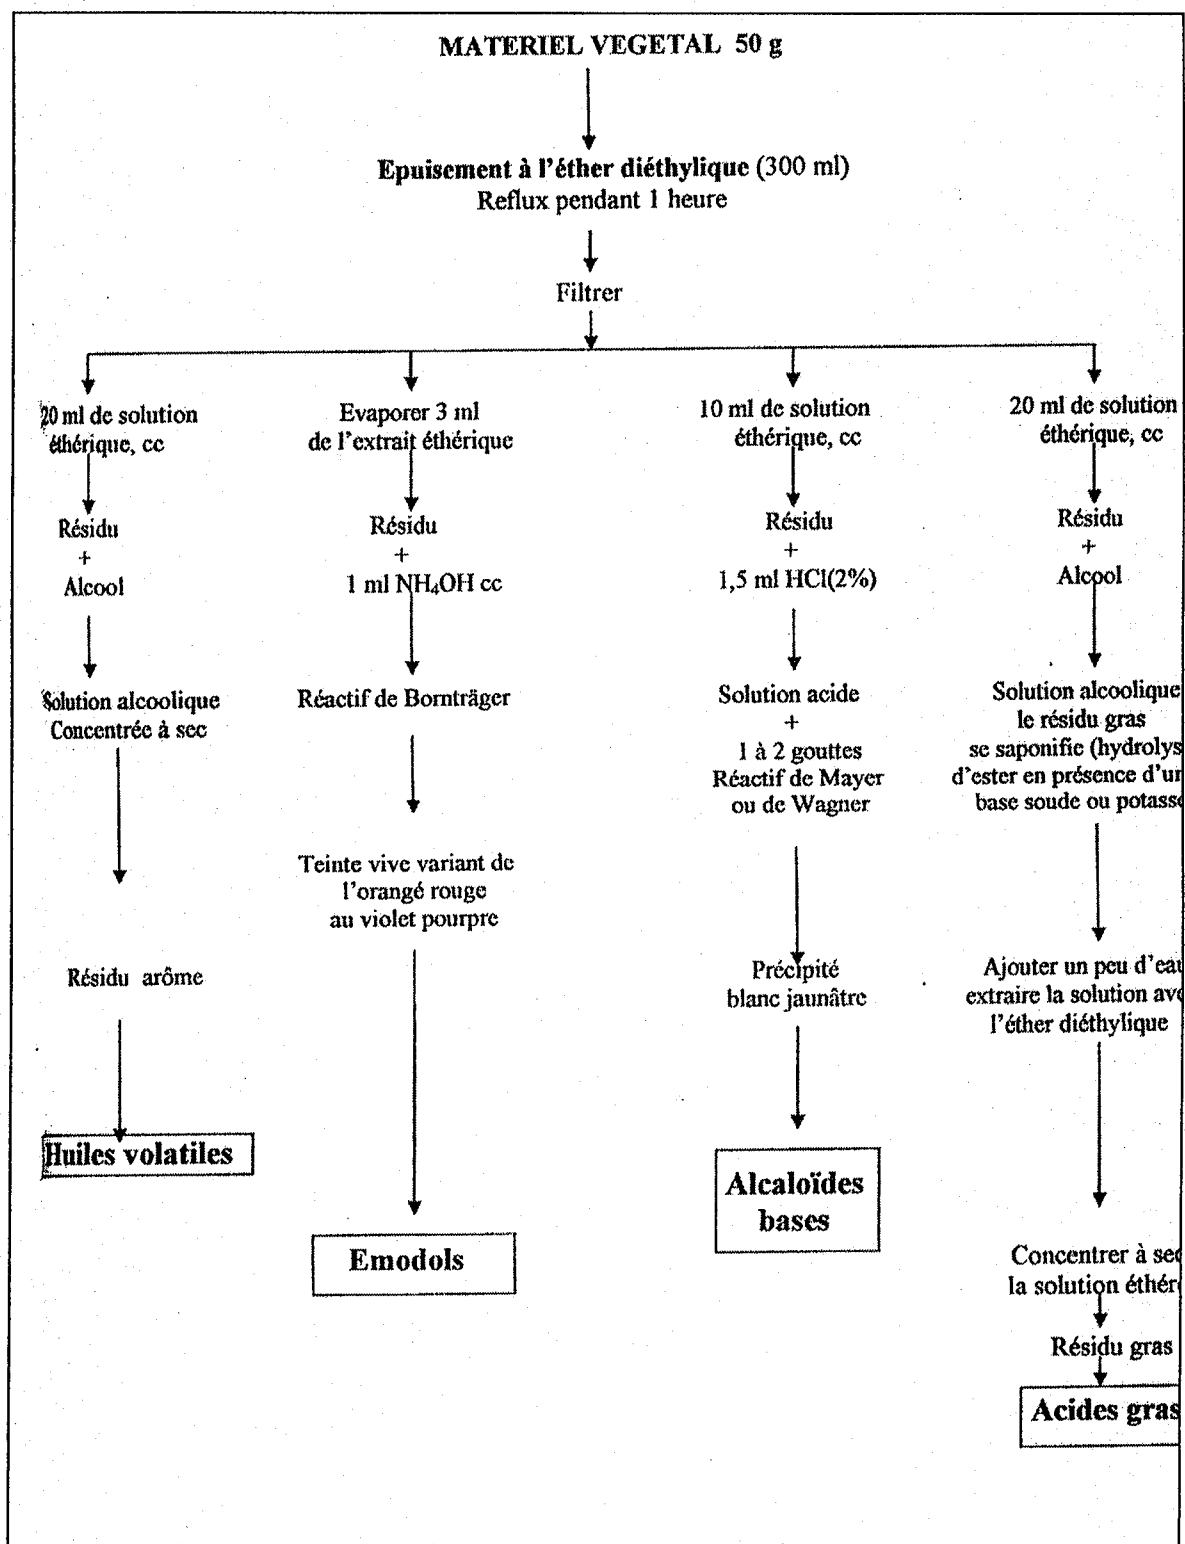 MATERIEL VEGETAL 50 g
Epuisement à l'éther diéthylique (300 ml)
Reflux pendant 1 heure
Filtrer
20 ml de solution
éthérique, cc
Résidu
+
Alcool
Solution alcoolique
Concentrée à sec
Résidu arôme
Huiles volatiles
Evaporer 3 ml
de l'extrait éthérique
Résidu
+
1 ml NH₄OH cc
Réactif de Bornträger
Teinte vive variant de
l'orangé rouge
au violet pourpre
Emodols
10 ml de solution
éthérique, cc
Résidu
+
1,5 ml HCl(2%)
Solution acide
+
1 à 2 gouttes
Réactif de Mayer
ou de Wagner
Précipité
blanc jaunâtre
Alcaloïdes
bases
20 ml de solution
éthérique, cc
Résidu
+
Alcool
Solution alcoolique
le résidu gras
se saponifie (hydrolys
d'ester en présence d'un
base soude ou potasse
Ajouter un peu d'eau
extraire la solution ave
l'éther diéthylique
Concentrer à sec
la solution éthér
Résidu gras
Acides gras